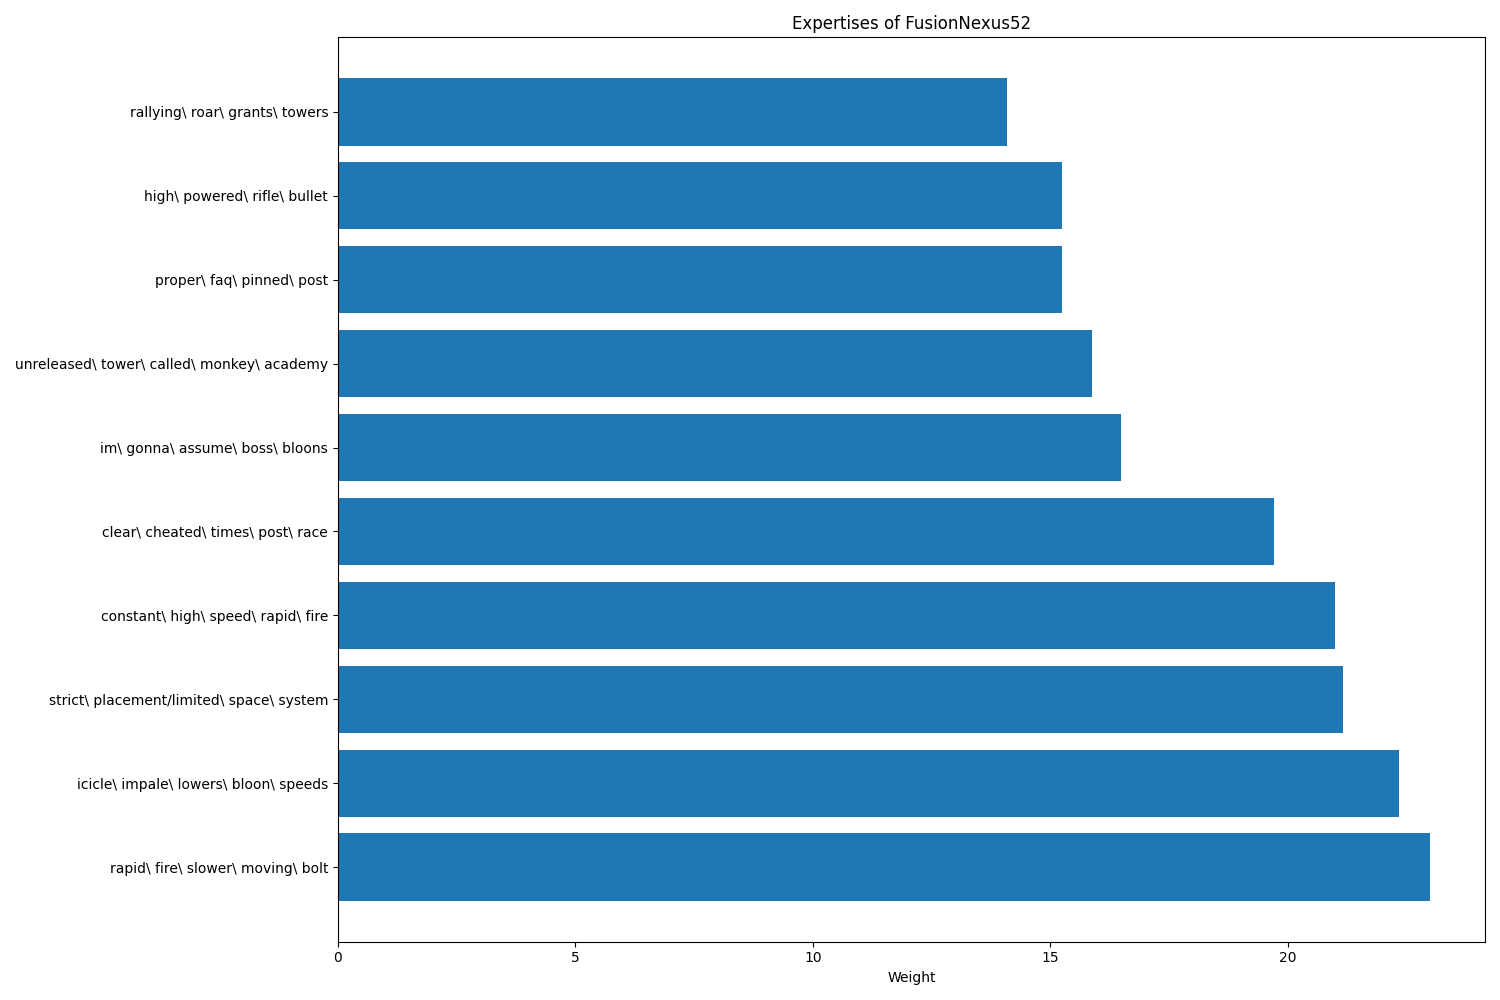 Expertises of FusionNexus52
rallying\ roar\ grants\ towers
high\ powered\ rifle\ bullet
proper\ faq\ pinned\ post
unreleased\ tower\ called\ monkey\ academy
im\ gonna\ assume\ boss\ bloons
clear\ cheated\ times\ post\ race
constant\ high\ speed\ rapid\ fire
strict\ placement/limited\ space\ system
icicle\ impale\ lowers\ bloon\ speeds
rapid\ fire\ slower\ moving\ bolt
0 5 10 15 20
Weight